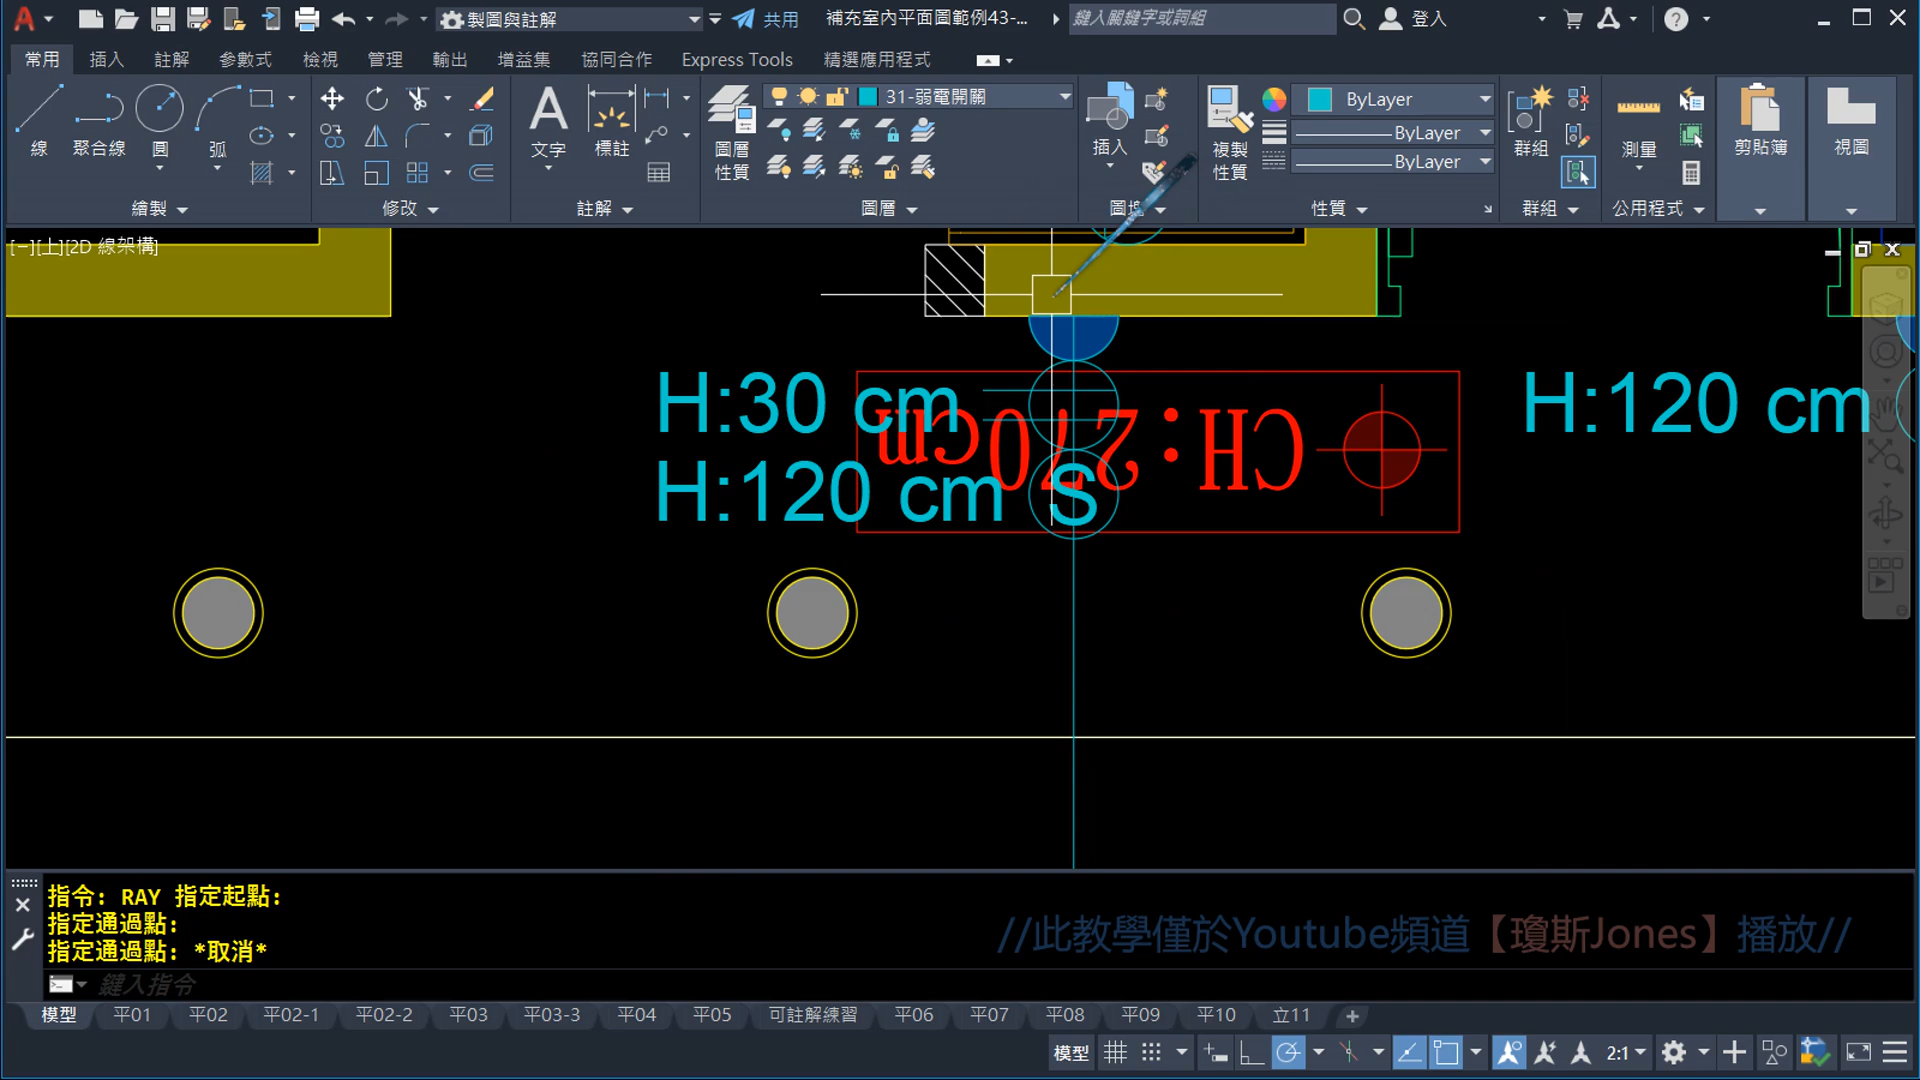 製圖與註解
共用
補充室內平面圖範例43-...
鍵入關鍵字或詞組
登入
常用
插入
註解
參數式
檢視
管理
輸出
增益集
協同合作
Express Tools
精選應用程式
線
聚合線
圓
弧
文字
標註
圖層
性質
31-弱電開關
插入
複製
性質
ByLayer
ByLayer
ByLayer
群組
測量
剪貼簿
視圖
繪製
修改
註解
圖層
圖塊
性質
群組
公用程式
[−][上][2D 線架構]
H:30 cm
H:120 cm
CH:270cm
S
H:120 cm
指令: RAY 指定起點:
指定通過點:
指定通過點: *取消*
//此教學僅於Youtube頻道【瓊斯Jones】播放//
鍵入指令
模型
平01
平02
平02-1
平02-2
平03
平03-3
平04
平05
可註解練習
平06
平07
平08
平09
平10
立11
模型
2:1